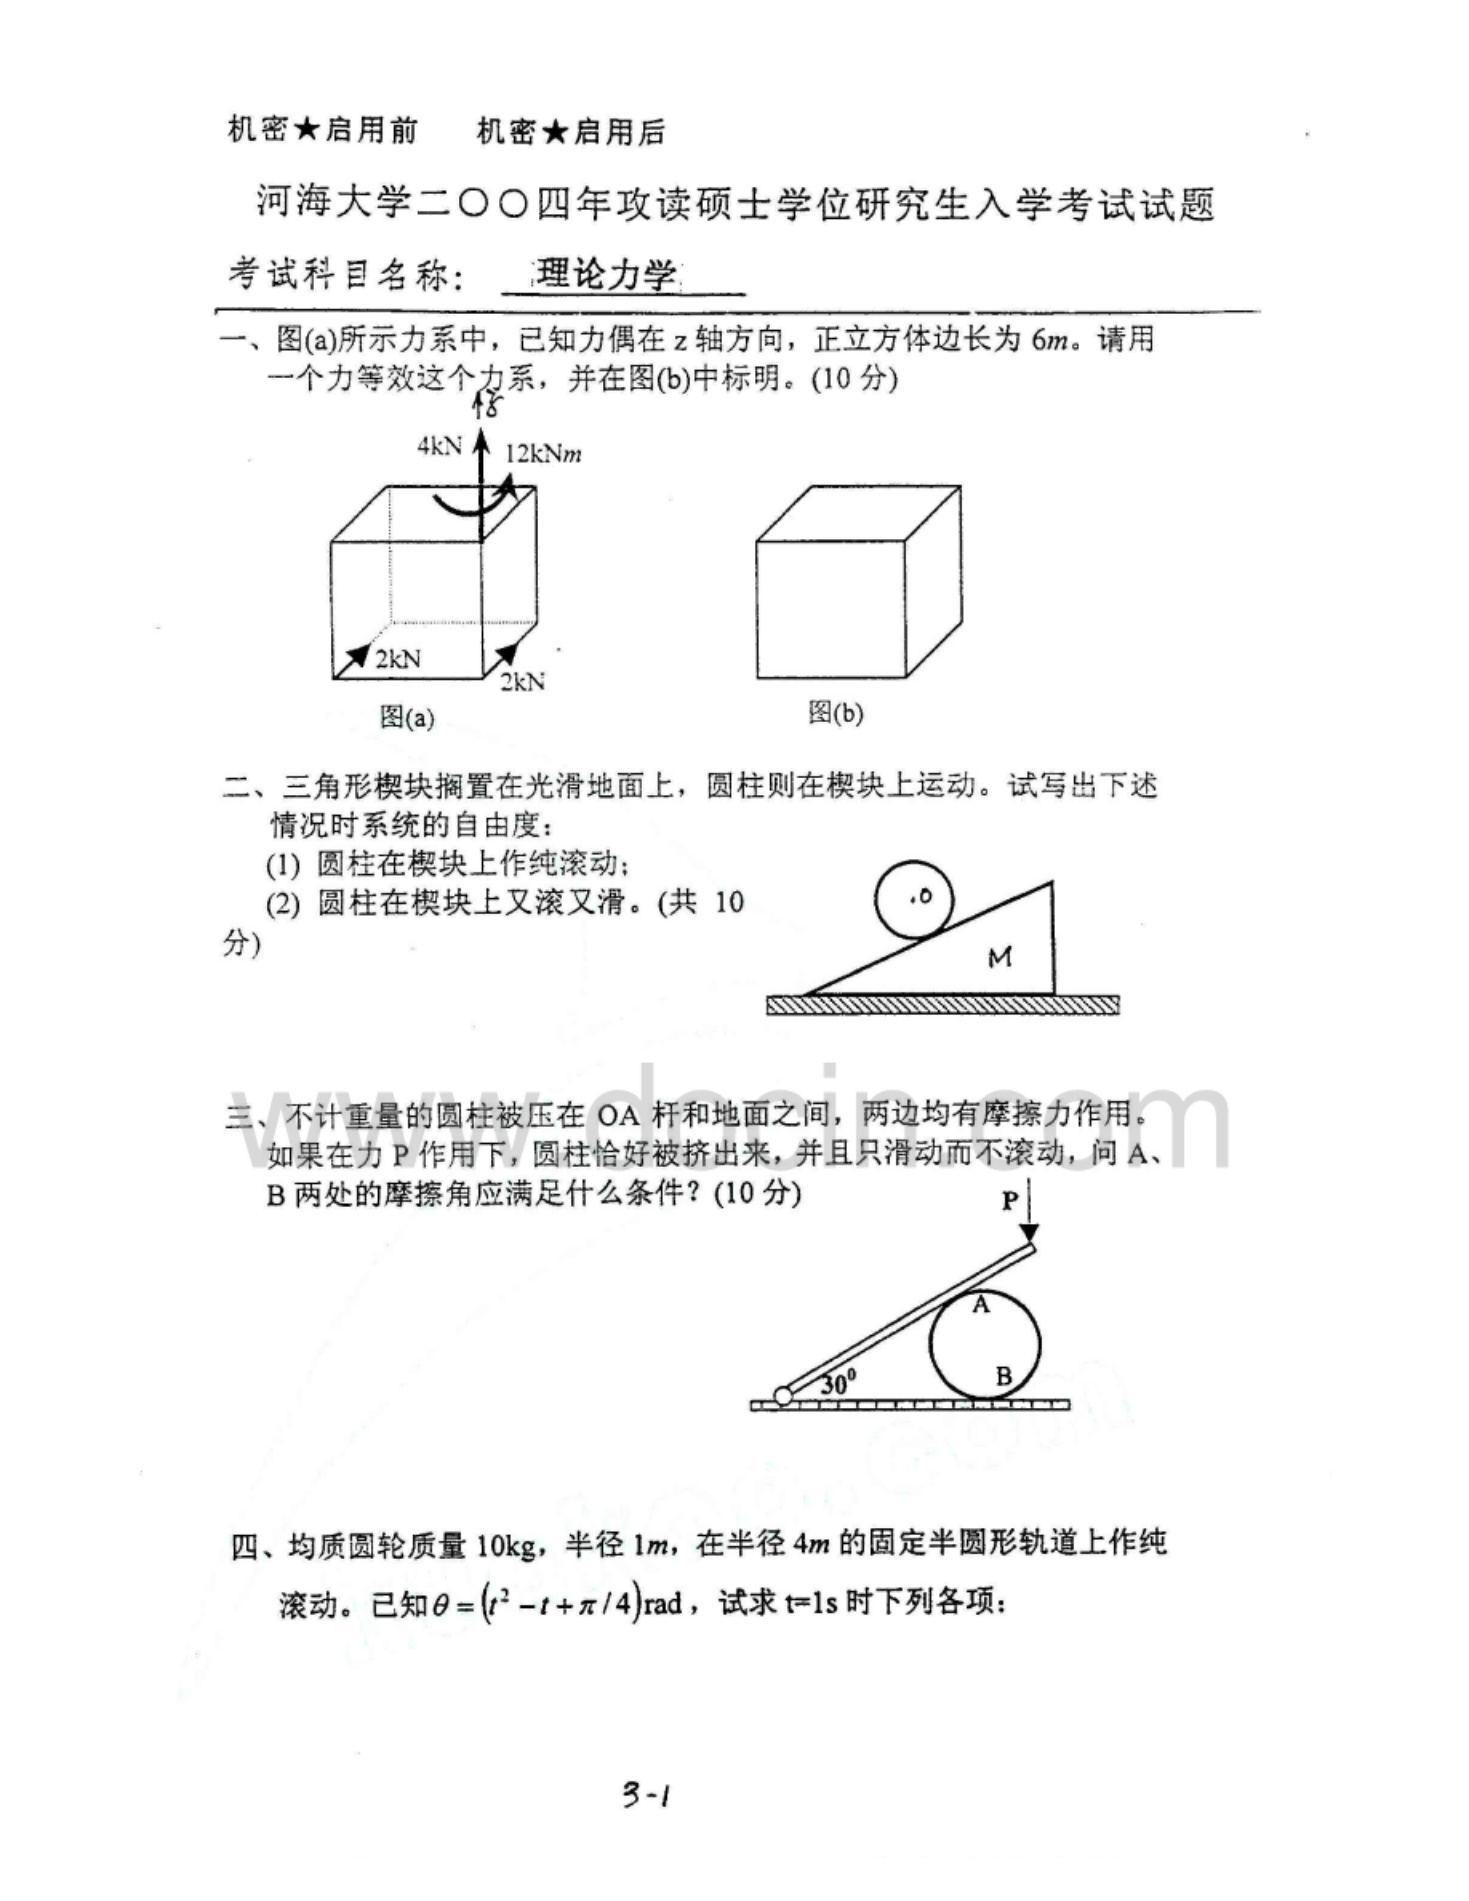 机密★启用前 机密★启用后
河海大学二〇〇四年攻读硕士学位研究生入学考试试题
考试科目名称: 理论力学
一、图(a)所示力系中，已知力偶在 z 轴方向，正立方体边长为 6m。请用
一个力等效这个力系，并在图(b)中标明。(10 分)
z
4kN 12kNm
2kN
2kN
图(a) 图(b)
二、三角形楔块搁置在光滑地面上，圆柱则在楔块上运动。试写出下述
情况时系统的自由度：
(1) 圆柱在楔块上作纯滚动；
(2) 圆柱在楔块上又滚又滑。(共 10
分)
.O
M
www.docin.com
三、不计重量的圆柱被压在 OA 杆和地面之间，两边均有摩擦力作用。
如果在力 P 作用下，圆柱恰好被挤出来，并且只滑动而不滚动，问 A、
B 两处的摩擦角应满足什么条件？(10 分)
P
A
B
30⁰
四、均质圆轮质量 10kg，半径 1m，在半径 4m 的固定半圆形轨道上作纯
滚动。已知 θ = (t² − t + π / 4)rad，试求 t=1s 时下列各项：
3-1